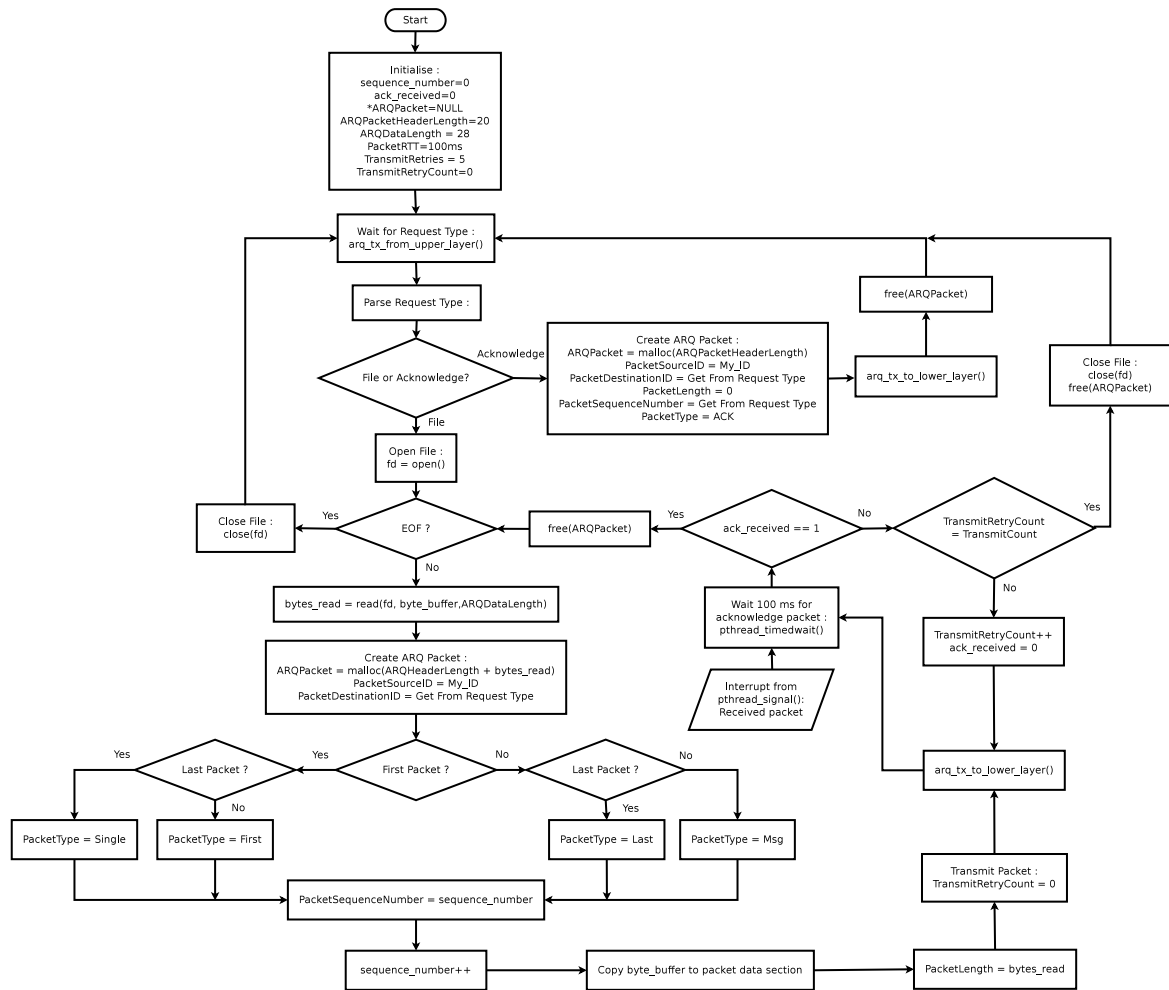 Start
Initialise :
sequence_number=0
ack_received=0
*ARQPacket=NULL
ARQPacketHeaderLength=20
ARQDataLength = 28
PacketRTT=100ms
TransmitRetries = 5
TransmitRetryCount=0
Wait for Request Type :
arq_tx_from_upper_layer()
Parse Request Type :
File or Acknowledge?
Acknowledge
File
Create ARQ Packet :
ARQPacket = malloc(ARQPacketHeaderLength)
PacketSourceID = My_ID
PacketDestinationID = Get From Request Type
PacketLength = 0
PacketSequenceNumber = Get From Request Type
PacketType = ACK
arq_tx_to_lower_layer()
free(ARQPacket)
Close File :
close(fd)
free(ARQPacket)
Open File :
fd = open()
EOF ?
Yes
No
Close File :
close(fd)
free(ARQPacket)
Yes
ack_received == 1
No
TransmitRetryCount
= TransmitCount
Yes
No
bytes_read = read(fd, byte_buffer,ARQDataLength)
Wait 100 ms for
acknowledge packet :
pthread_timedwait()
TransmitRetryCount++
ack_received = 0
Create ARQ Packet :
ARQPacket = malloc(ARQHeaderLength + bytes_read)
PacketSourceID = My_ID
PacketDestinationID = Get From Request Type
Interrupt from
pthread_signal():
Received packet
Yes
Last Packet ?
Yes
First Packet ?
No
Last Packet ?
No
arq_tx_to_lower_layer()
No
Yes
PacketType = Single
PacketType = First
PacketType = Last
PacketType = Msg
Transmit Packet :
TransmitRetryCount = 0
PacketSequenceNumber = sequence_number
sequence_number++
Copy byte_buffer to packet data section
PacketLength = bytes_read